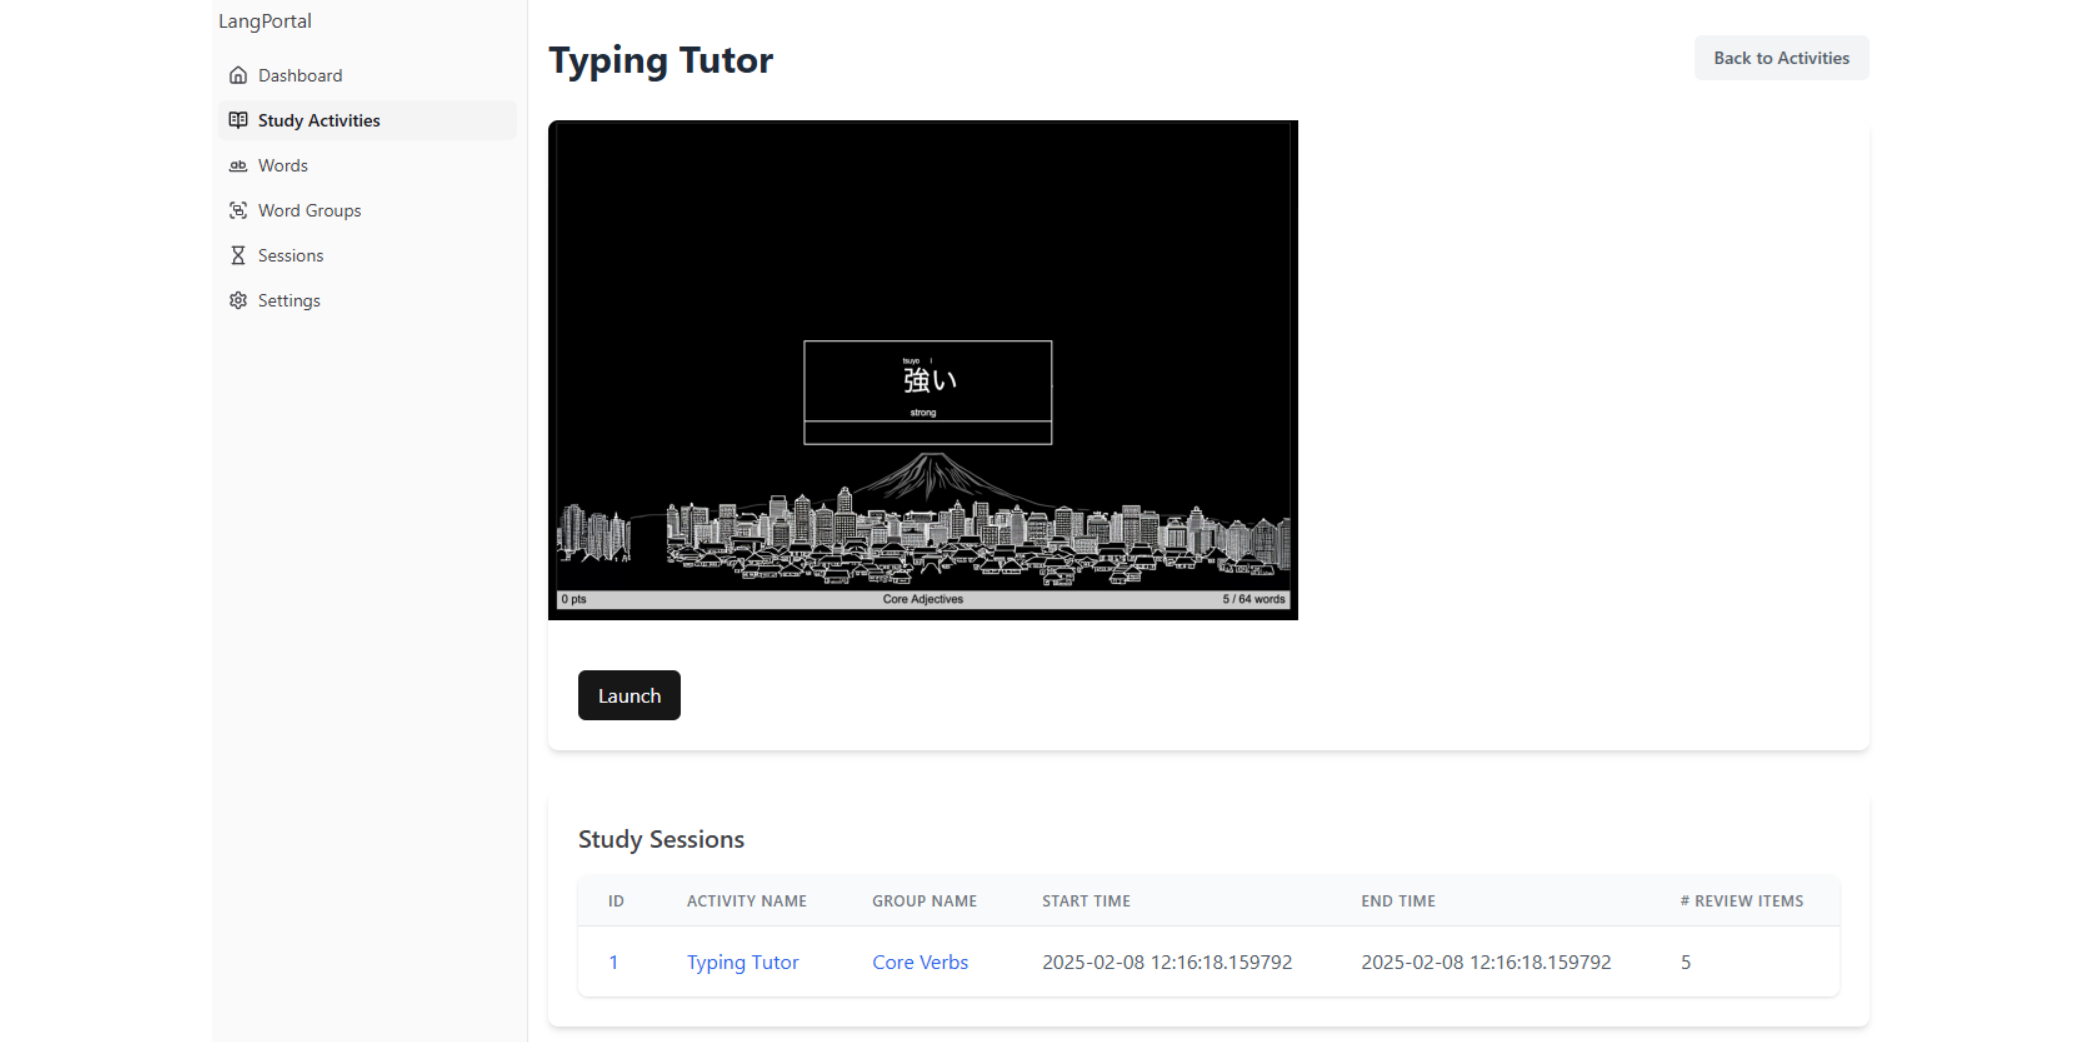 LangPortal
Dashboard
Study Activities
Words
Word Groups
Sessions
Settings
Typing Tutor
Back to Activities
tsuyo i
強い
strong
0 pts Core Adjectives 5 / 64 words
Launch
Study Sessions
ID ACTIVITY NAME GROUP NAME START TIME END TIME # REVIEW ITEMS
1 Typing Tutor Core Verbs 2025-02-08 12:16:18.159792 2025-02-08 12:16:18.159792 5